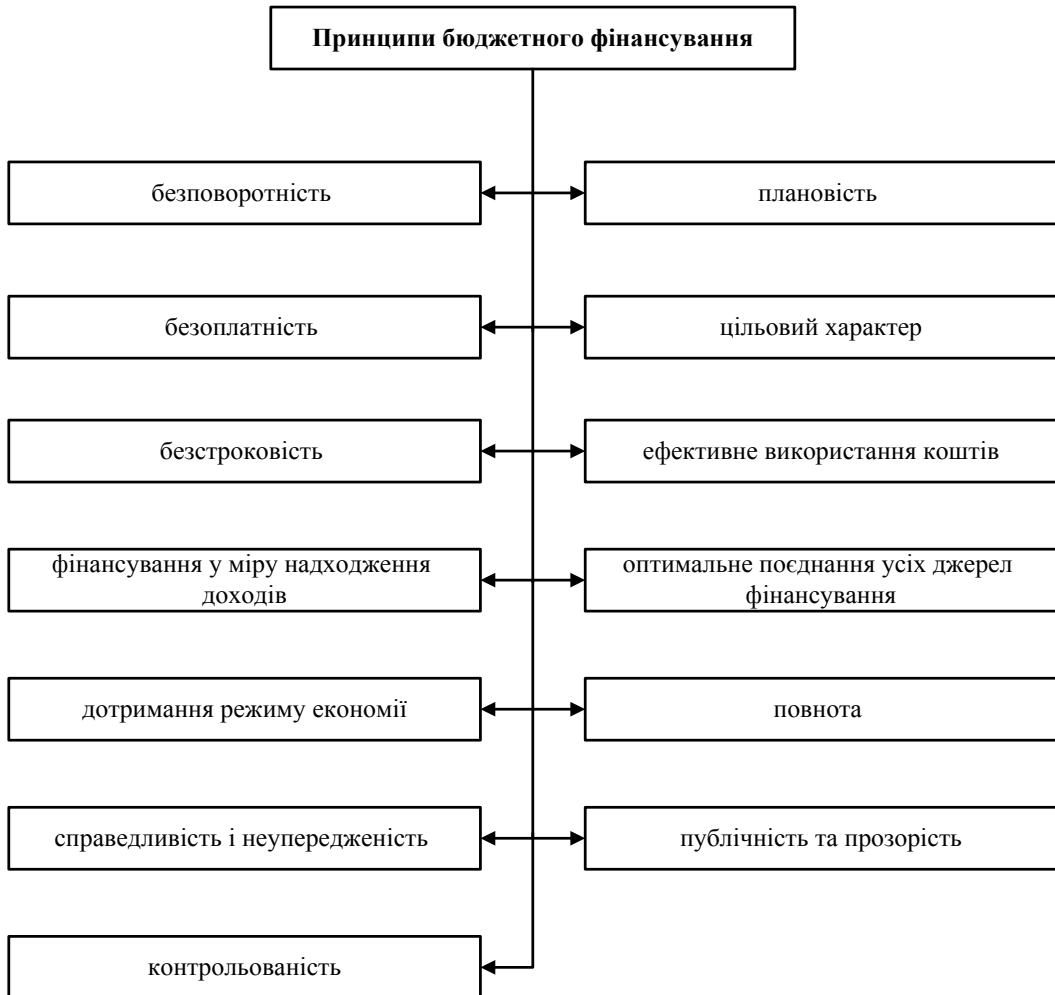 Принципи бюджетного фінансування
безповоротність
плановість
безоплатність
цільовий характер
безстроковість
ефективне використання коштів
фінансування у міру надходження
доходів
оптимальне поєднання усіх джерел
фінансування
дотримання режиму економії
повнота
справедливість і неупередженість
публічність та прозорість
контрольованість